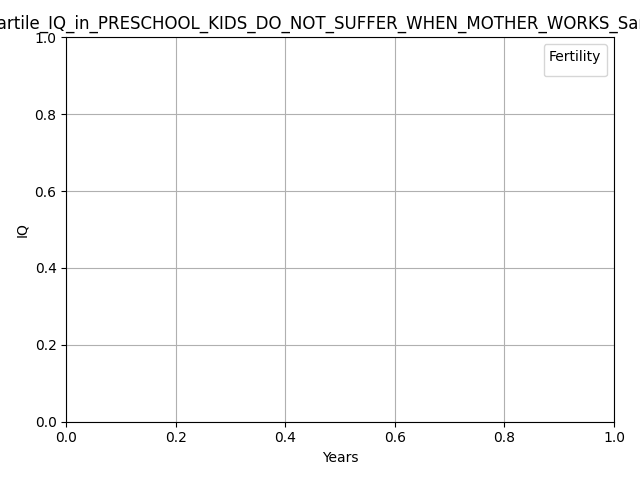 artile_IQ_in_PRESCHOOL_KIDS_DO_NOT_SUFFER_WHEN_MOTHER_WORKS_Sa
Fertility
IQ
1.0
0.8
0.6
0.4
0.2
0.0
0.0 0.2 0.4 0.6 0.8 1.0
Years